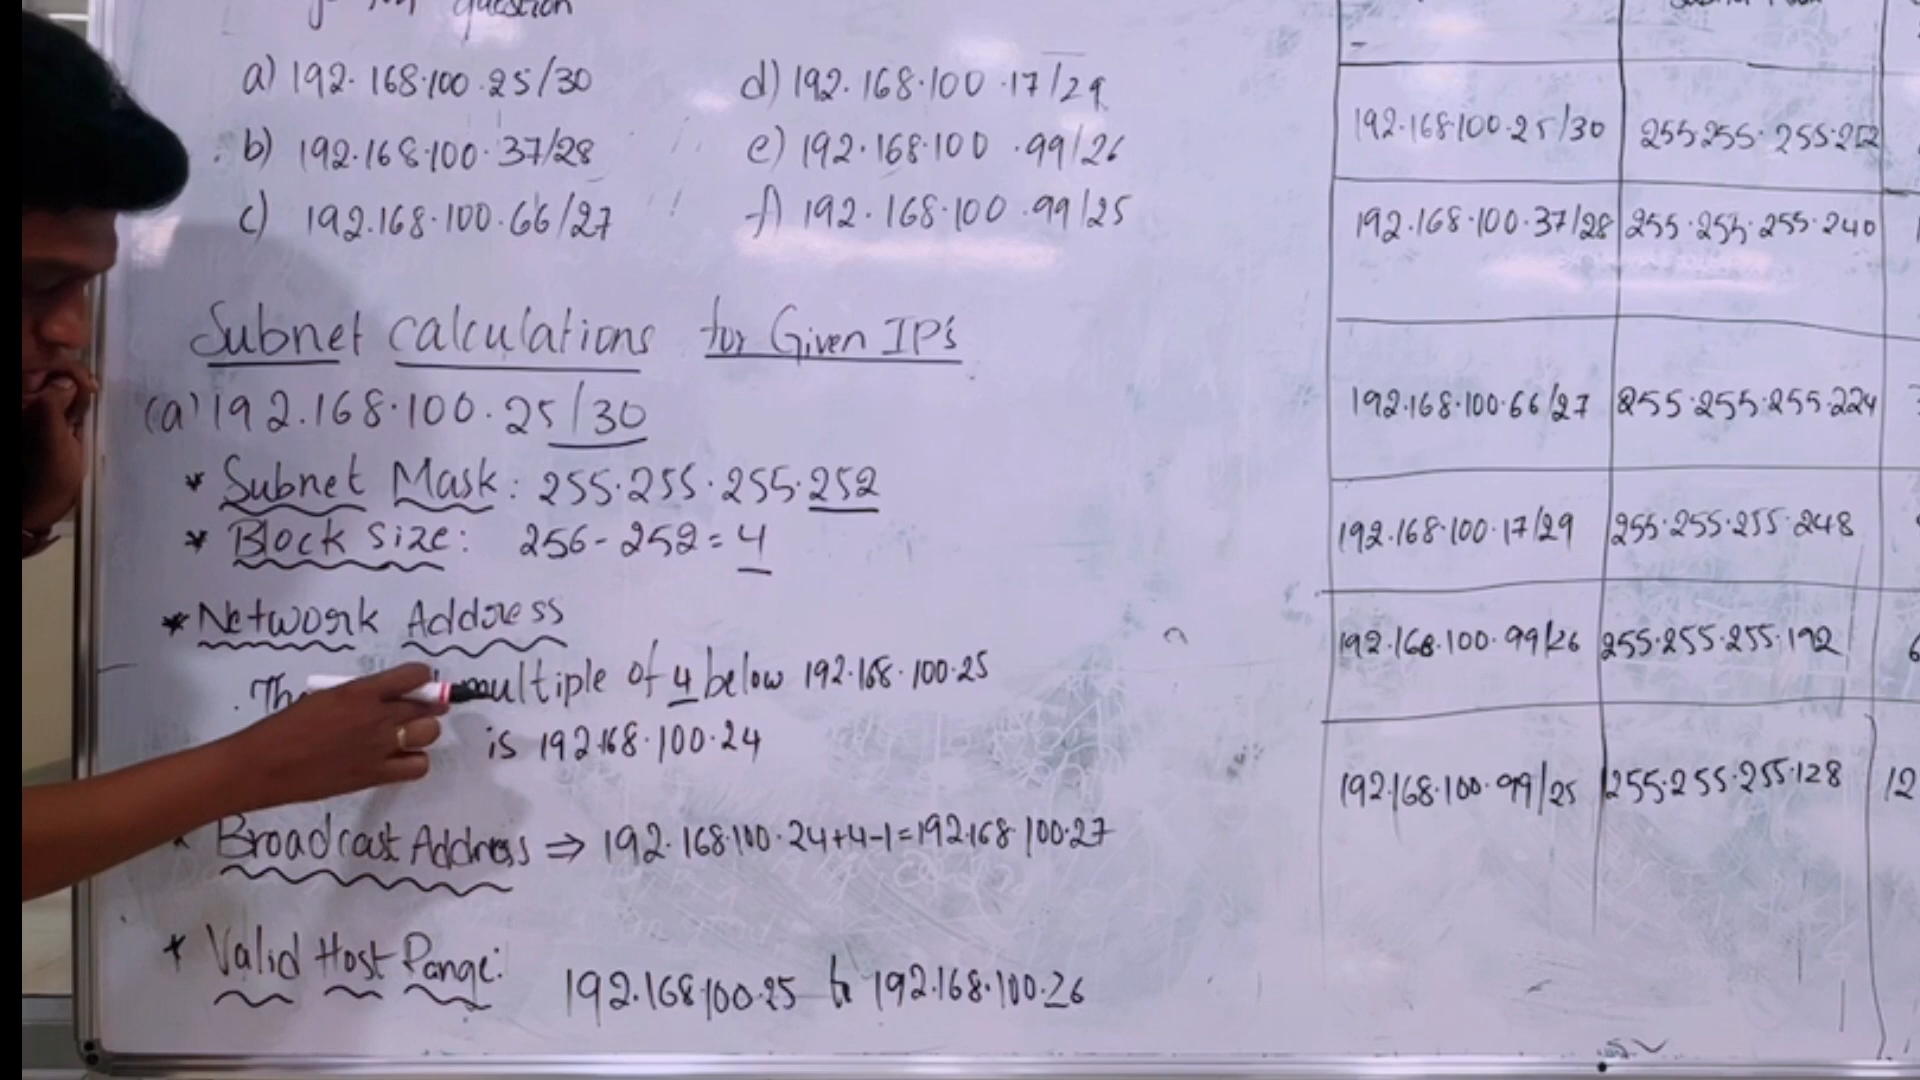 question
a) 192.168.100.25/30
b) 192.168.100.37/28
c) 192.168.100.66/27
d) 192.168.100.17/29
e) 192.168.100.99/26
f) 192.168.100.99/25
Subnet calculations for Given IPs
(a) 192.168.100.25/30
* Subnet Mask: 255.255.255.252
* Block size: 256-252=4
* Network Address
multiple of 4 below 192.168.100.25
is 192.168.100.24
Broadcast Address ⇒ 192.168.100.24+4-1=192.168.100.27
* Valid Host Range:
192.168.100.25 to 192.168.100.26
192.168.100.25/30 255.255.255.252
192.168.100.37/28 255.255.255.240
192.168.100.66/27 255.255.255.224
192.168.100.17/29 255.255.255.248
192.168.100.99/26 255.255.255.192 6
192.168.100.99/25 255.255.255.128 12